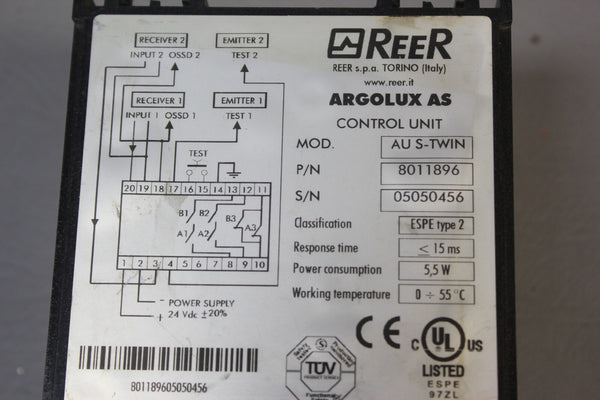 RECEIVER 2 EMITTER 2
INPUT 2 OSSD 2 TEST 2
RECEIVER 1 EMITTER 1
INPUT 1 OSSD 1 TEST 1
TEST
20 19 18 17 16 15 14 13 12 11
B1 B2 B3 A3
A1 A2
1 2 3 4 5 6 7 8 9 10
− POWER SUPPLY
+ 24 Vdc ±20%
801189605050456
REER
REER s.p.a. TORINO (Italy)
www.reer.it
ARGOLUX AS
CONTROL UNIT
MOD. AU S-TWIN
P/N 8011896
S/N 05050456
Classification ESPE type 2
Response time ≤ 15 ms
Power consumption 5,5 W
Working temperature 0 ÷ 55 °C
TÜV
PRODUCT SERVICE
CE
C UL US
LISTED
ESPE
97ZL